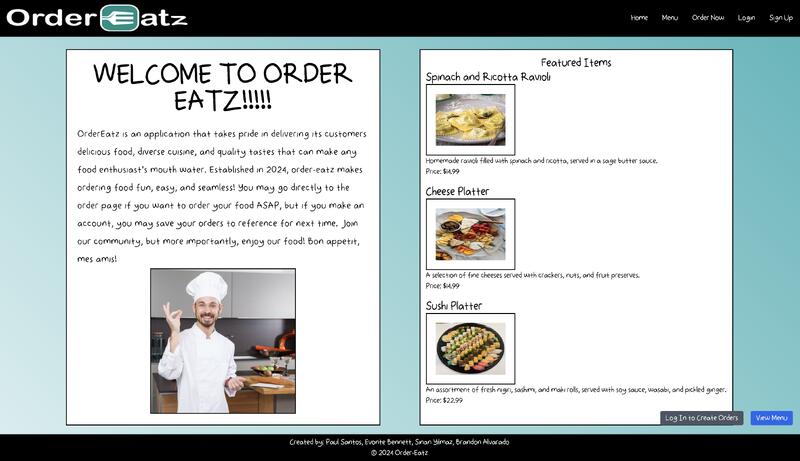 Order Eatz
Home Menu Order Now Login Sign Up
WELCOME TO ORDER
EATZ!!!!!
OrderEatz is an application that takes pride in delivering its customers
delicious food, diverse cuisine, and quality tastes that can make any
food enthusiast's mouth water. Established in 2024, order-eatz makes
ordering food fun, easy, and seamless! You may go directly to the
order page if you want to order your food ASAP, but if you make an
account, you may save your orders to reference for next time. Join
our community, but more importantly, enjoy our food! Bon appetit,
mes amis!
Featured Items
Spinach and Ricotta Ravioli
Homemade ravioli filled with spinach and ricotta, served in a sage butter sauce.
Price: $14.99
Cheese Platter
A selection of fine cheeses served with crackers, nuts, and fruit preserves.
Price: $14.99
Sushi Platter
An assortment of fresh nigiri, sashimi, and maki rolls, served with soy sauce, wasabi, and pickled ginger.
Price: $22.99
Log In to Create Orders
View Menu
Created by: Paul Santos, Evonte Bennett, Sinan Yilmaz, Brandon Alvarado
© 2024 Order-Eatz